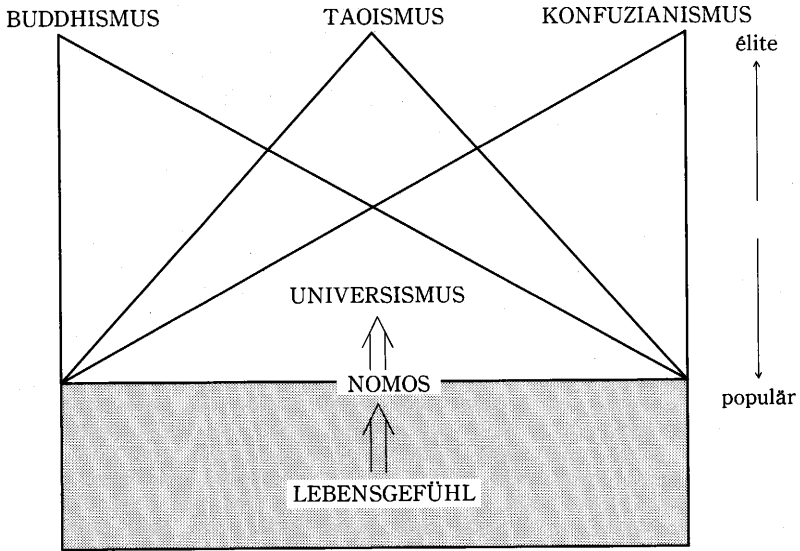 BUDDHISMUS
TAOISMUS
KONFUZIANISMUS
élite
UNIVERSISMUS
NOMOS
populär
LEBENSGEFÜHL